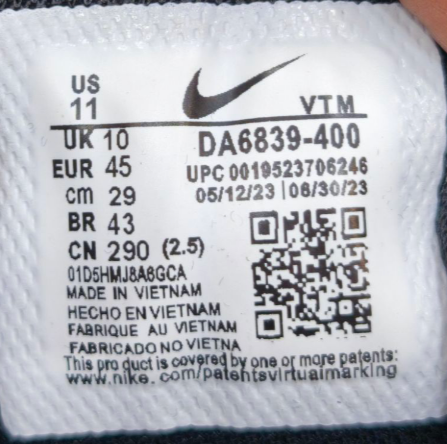 US
11
VTM
UK 10
DA6839-400
EUR 45
UPC 0019523706246
cm 29
05/12/23 | 08/30/23
BR 43
CN 290 (2.5)
01D5HMJ8A8GCA
MADE IN VIETNAM
HECHO EN VIETNAM
FABRIQUE AU VIETNAM
FABRICADO NO VIETNA
This product is covered by one or more patents:
www.nike.com/patentsvirtualmarking